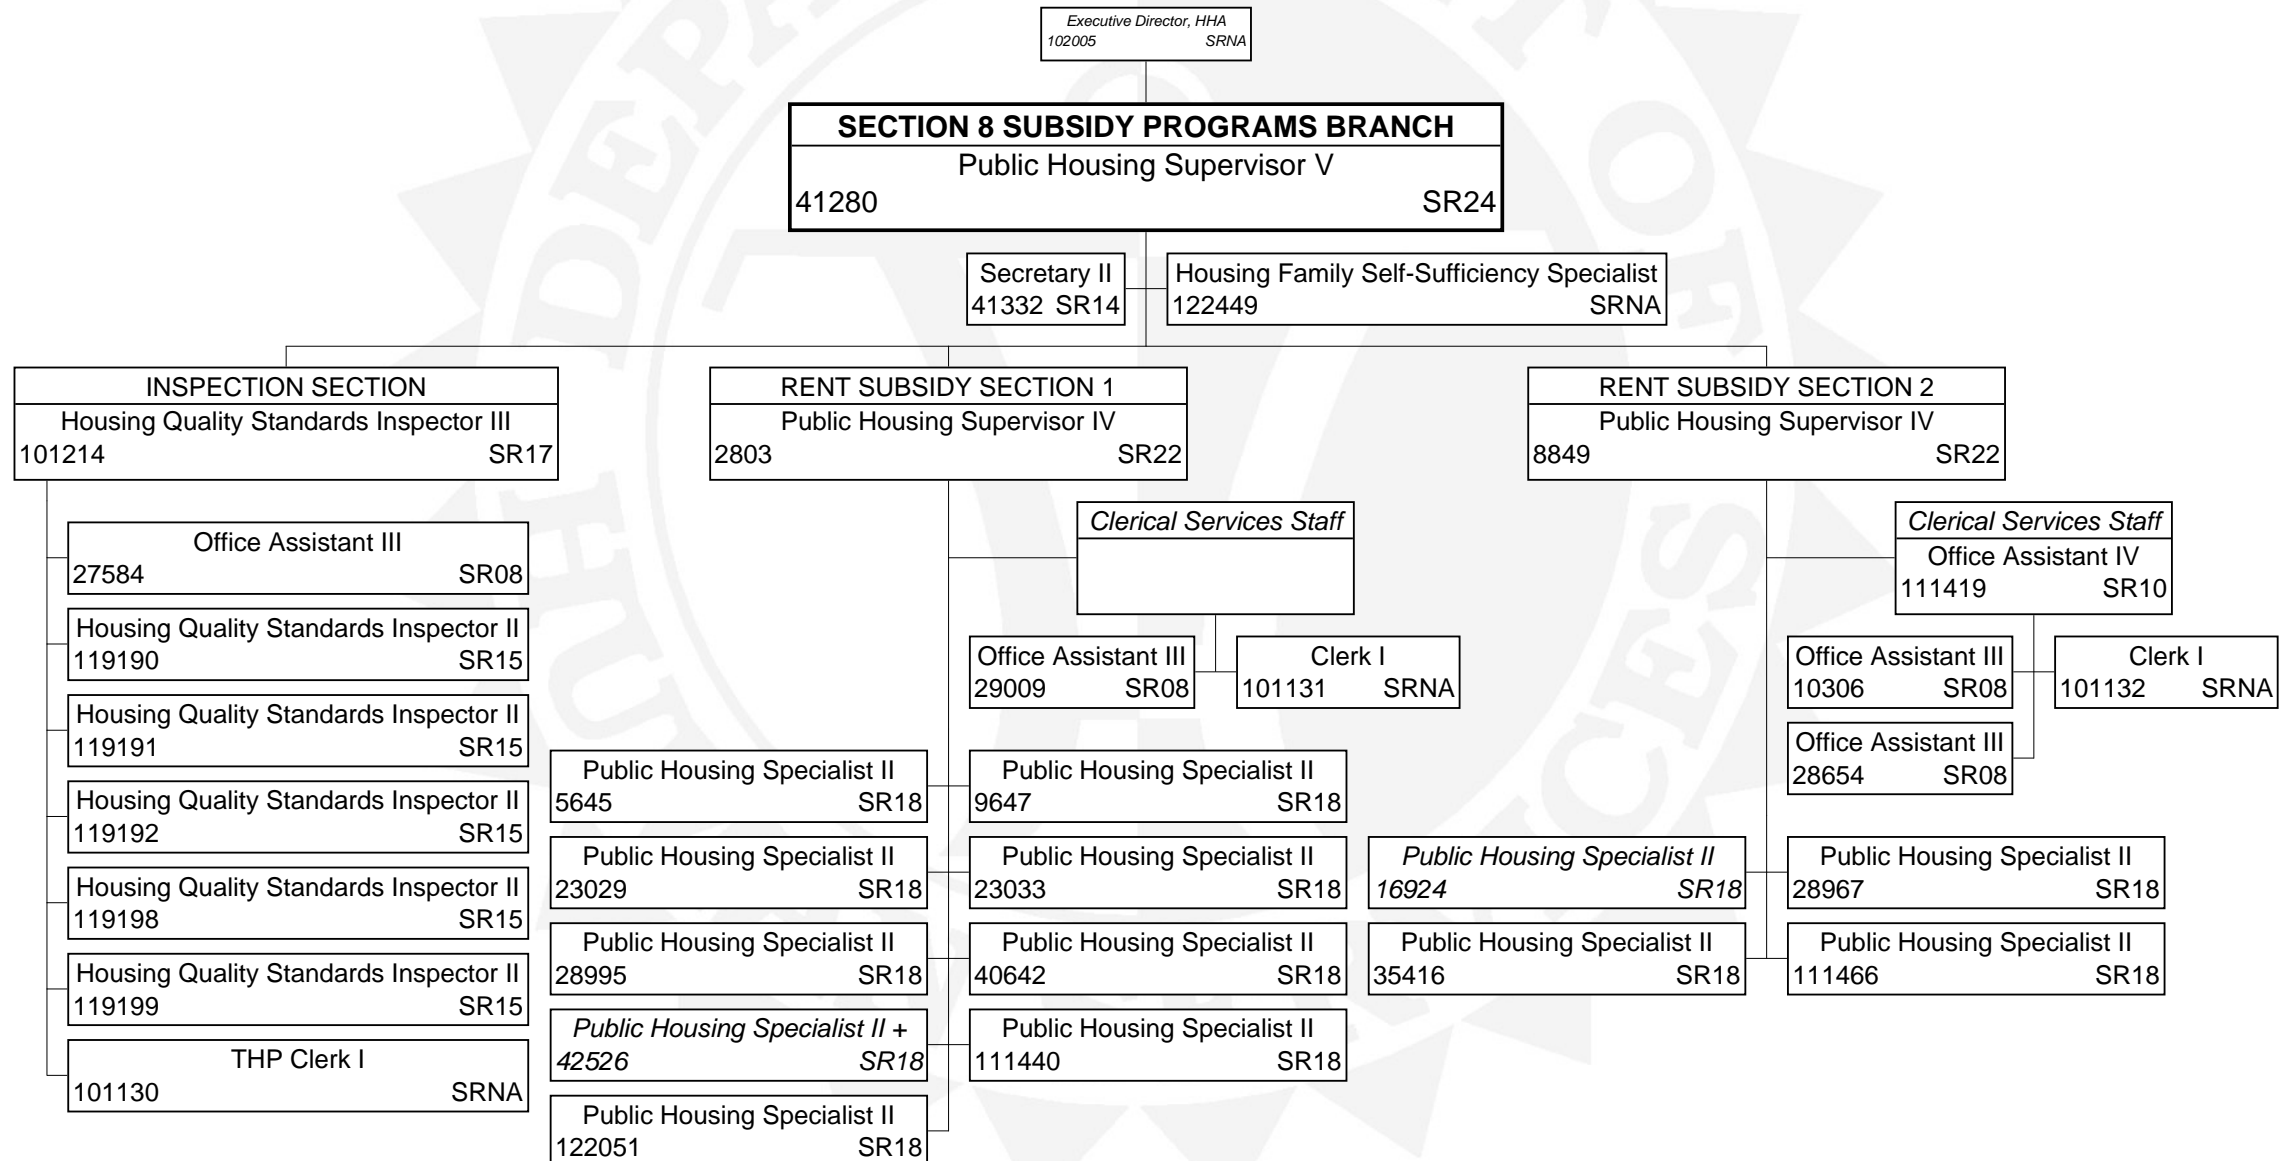 Executive Director, HHA
102005 SRNA
SECTION 8 SUBSIDY PROGRAMS BRANCH
Public Housing Supervisor V
41280 SR24
Secretary II
41332 SR14
Housing Family Self-Sufficiency Specialist
122449 SRNA
INSPECTION SECTION
Housing Quality Standards Inspector III
101214 SR17
Office Assistant III
27584 SR08
Housing Quality Standards Inspector II
119190 SR15
Housing Quality Standards Inspector II
119191 SR15
Housing Quality Standards Inspector II
119192 SR15
Housing Quality Standards Inspector II
119198 SR15
Housing Quality Standards Inspector II
119199 SR15
THP Clerk I
101130 SRNA
RENT SUBSIDY SECTION 1
Public Housing Supervisor IV
2803 SR22
Clerical Services Staff
Office Assistant III
29009 SR08
Clerk I
101131 SRNA
Public Housing Specialist II
5645 SR18
Public Housing Specialist II
9647 SR18
Public Housing Specialist II
23029 SR18
Public Housing Specialist II
23033 SR18
Public Housing Specialist II
28995 SR18
Public Housing Specialist II
40642 SR18
Public Housing Specialist II +
42526 SR18
Public Housing Specialist II
111440 SR18
Public Housing Specialist II
122051 SR18
RENT SUBSIDY SECTION 2
Public Housing Supervisor IV
8849 SR22
Clerical Services Staff
Office Assistant IV
111419 SR10
Office Assistant III
10306 SR08
Clerk I
101132 SRNA
Office Assistant III
28654 SR08
Public Housing Specialist II
16924 SR18
Public Housing Specialist II
28967 SR18
Public Housing Specialist II
35416 SR18
Public Housing Specialist II
111466 SR18